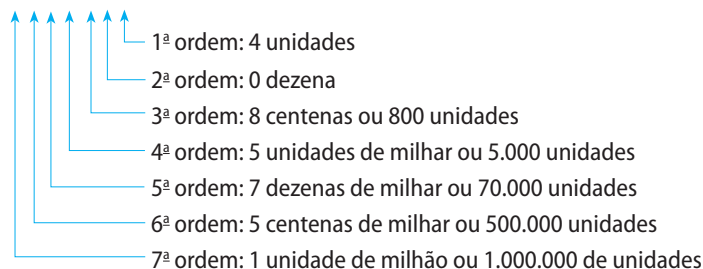 1ª ordem: 4 unidades
2ª ordem: 0 dezena
3ª ordem: 8 centenas ou 800 unidades
4ª ordem: 5 unidades de milhar ou 5.000 unidades
5ª ordem: 7 dezenas de milhar ou 70.000 unidades
6ª ordem: 5 centenas de milhar ou 500.000 unidades
7ª ordem: 1 unidade de milhão ou 1.000.000 de unidades